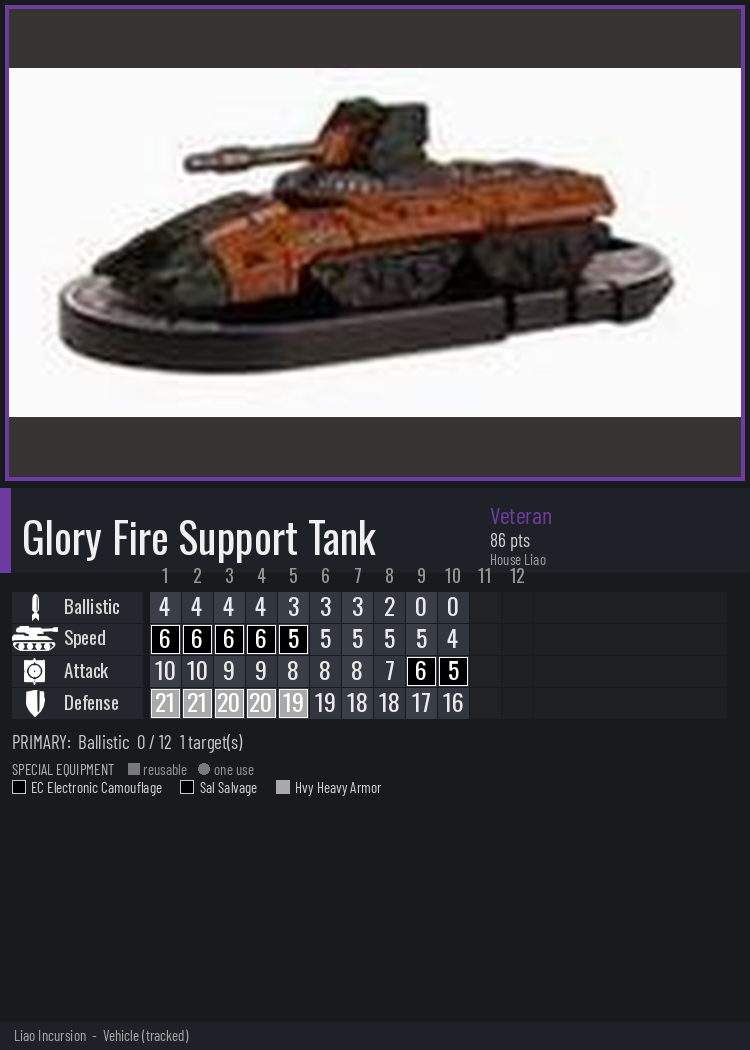 Glory Fire Support Tank
Veteran
86 pts
House Liao
1 2 3 4 5 6 7 8 9 10 11 12
Ballistic 4 4 4 4 3 3 3 2 0 0
Speed 6 6 6 6 5 5 5 5 5 4
Attack 10 10 9 9 8 8 8 7 6 5
Defense 21 21 20 20 19 19 18 18 17 16
PRIMARY: Ballistic 0 / 12 1 target(s)
SPECIAL EQUIPMENT reusable one use
EC Electronic Camouflage Sal Salvage Hvy Heavy Armor
Liao Incursion - Vehicle (tracked)